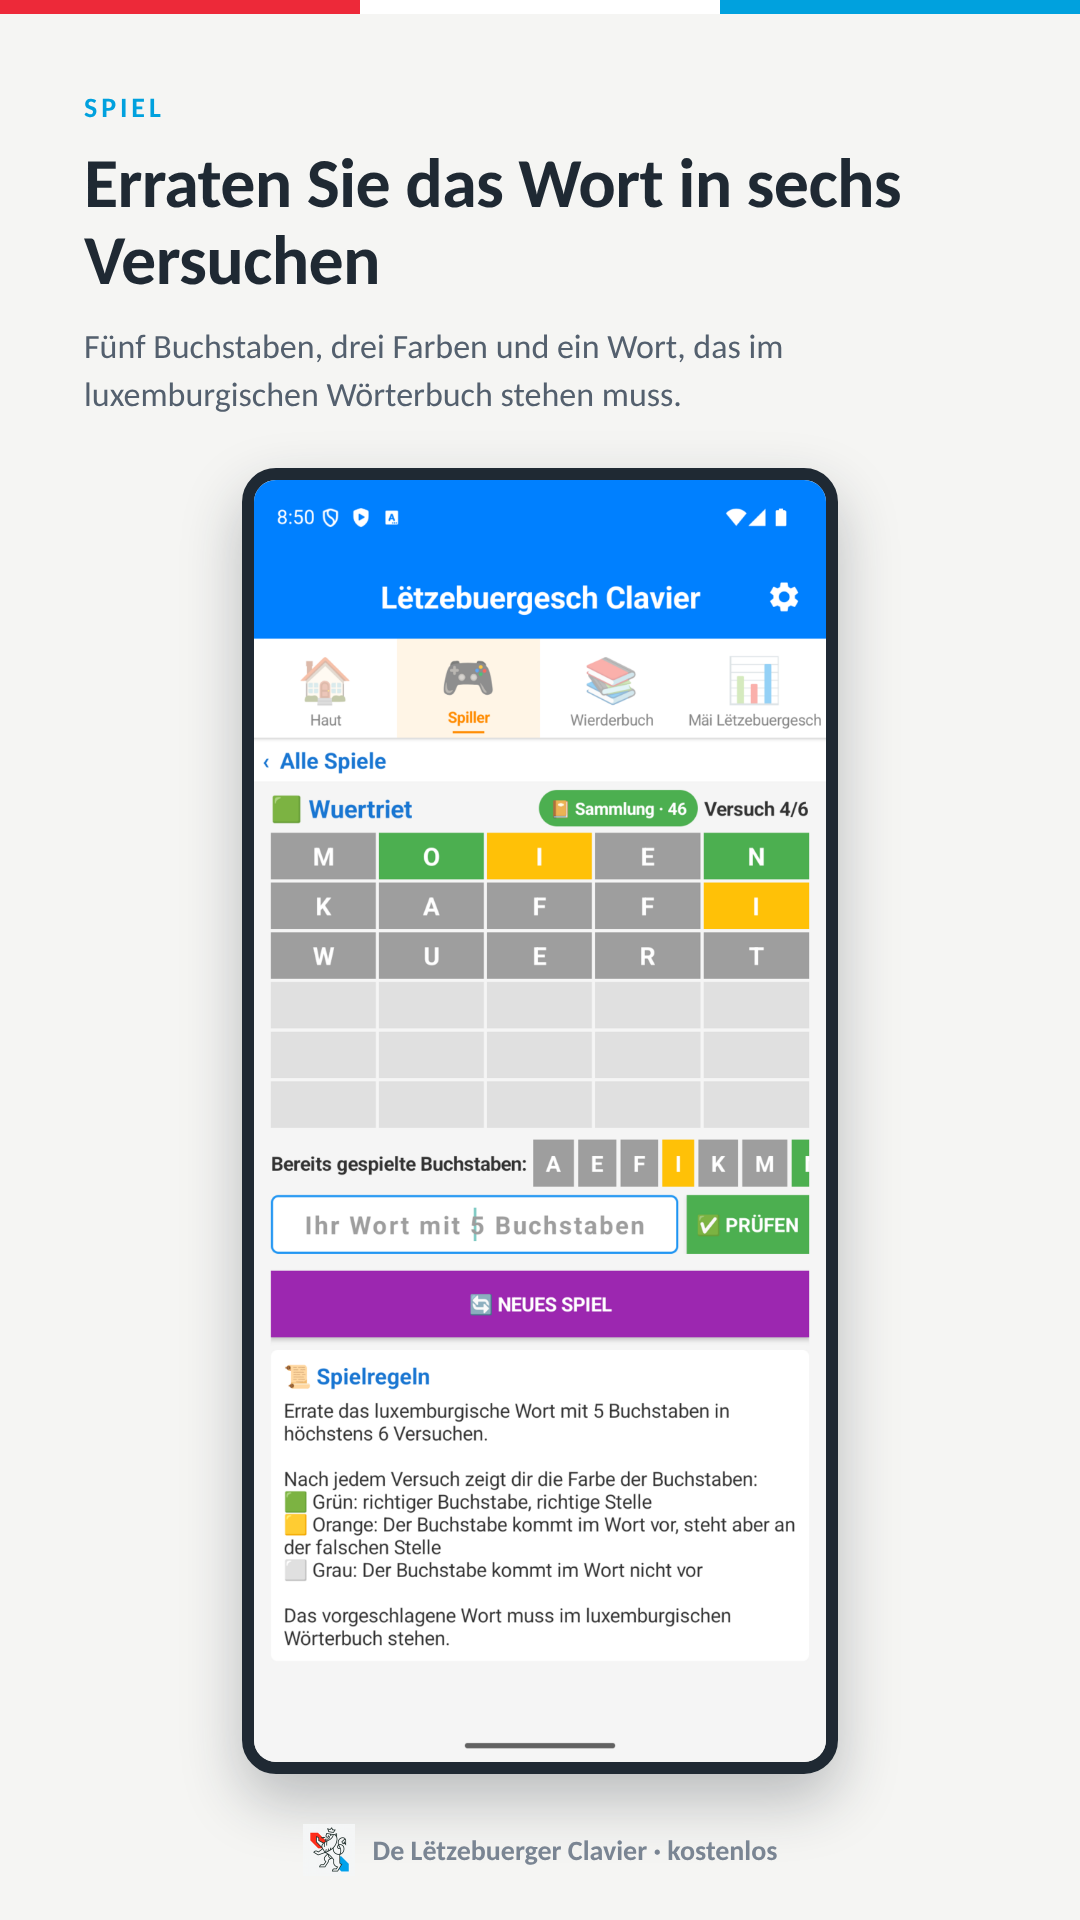 SPIEL
Erraten Sie das Wort in sechs
Versuchen
Fünf Buchstaben, drei Farben und ein Wort, das im
luxemburgischen Wörterbuch stehen muss.
8:50
Lëtzebuergesch Clavier
Haut
Spiller
Wierderbuch
Mäi Lëtzebuergesch
‹ Alle Spiele
Wuertriet
Sammlung · 46
Versuch 4/6
M O I E N
K A F F I
W U E R T
Bereits gespielte Buchstaben: A E F I K M
Ihr Wort mit 5 Buchstaben
PRÜFEN
NEUES SPIEL
Spielregeln
Errate das luxemburgische Wort mit 5 Buchstaben in
höchstens 6 Versuchen.
Nach jedem Versuch zeigt dir die Farbe der Buchstaben:
Grün: richtiger Buchstabe, richtige Stelle
Orange: Der Buchstabe kommt im Wort vor, steht aber an
der falschen Stelle
Grau: Der Buchstabe kommt im Wort nicht vor
Das vorgeschlagene Wort muss im luxemburgischen
Wörterbuch stehen.
De Lëtzebuerger Clavier · kostenlos